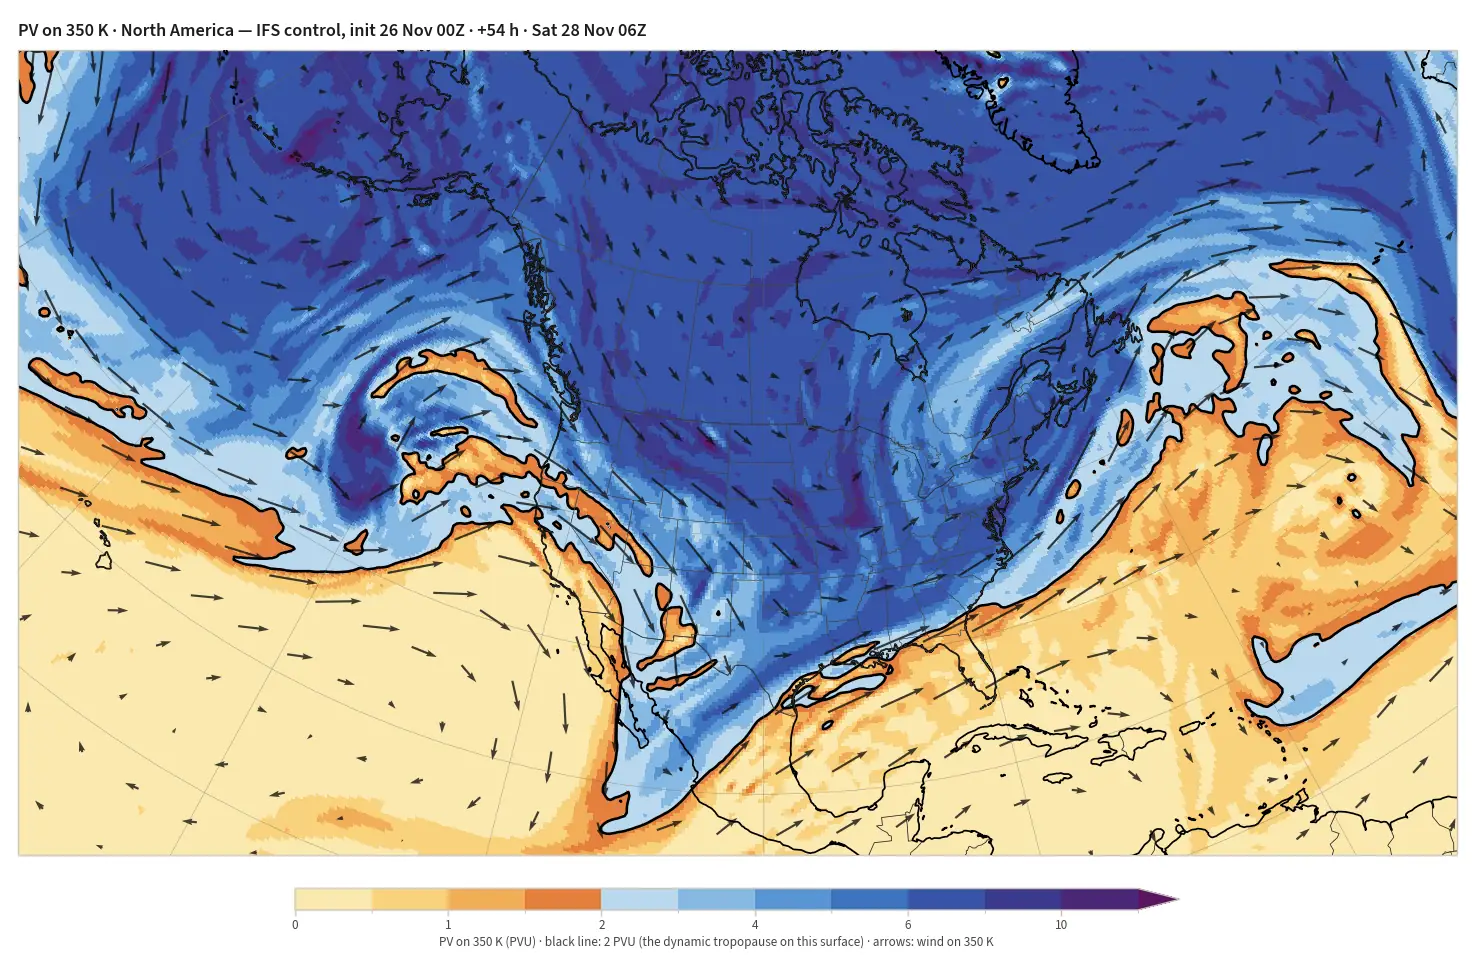 PV on 350 K · North America — IFS control, init 26 Nov 00Z · +54 h · Sat 28 Nov 06Z
0 1 2 4 6 10
PV on 350 K (PVU) · black line: 2 PVU (the dynamic tropopause on this surface) · arrows: wind on 350 K